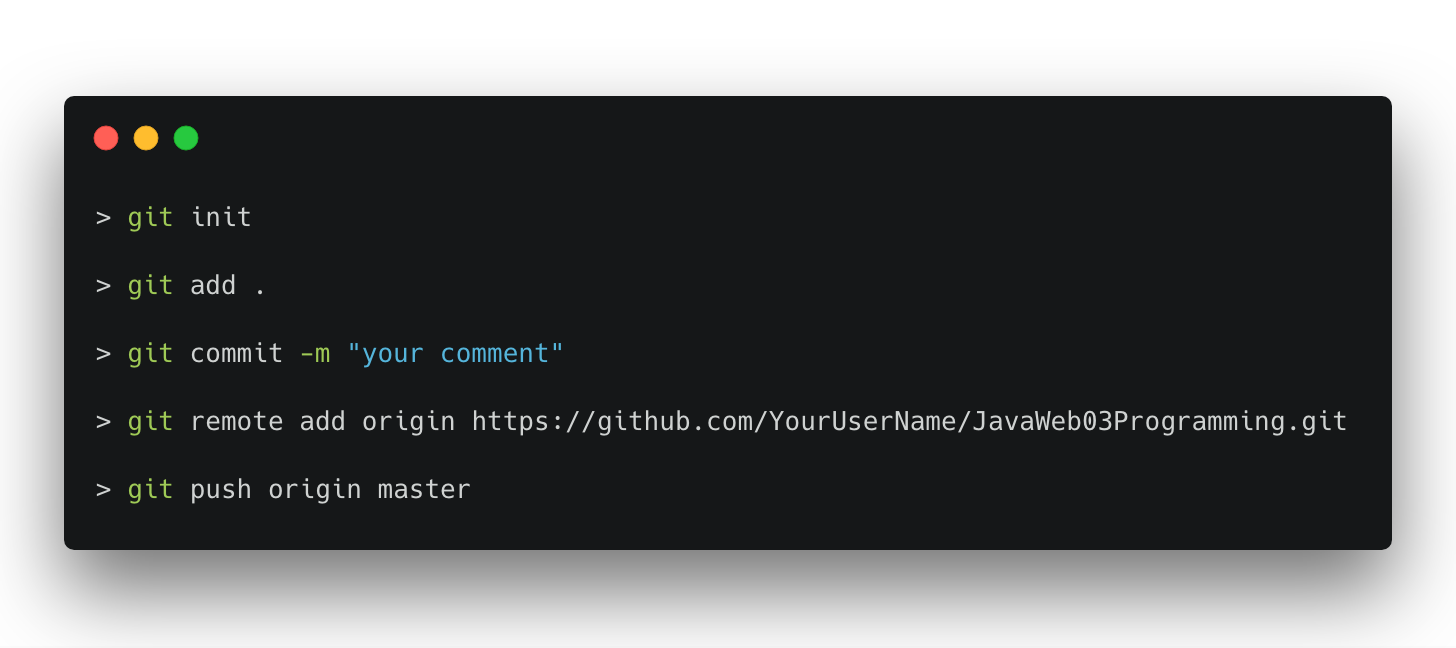 > git init
> git add .
> git commit -m "your comment"
> git remote add origin https://github.com/YourUserName/JavaWeb03Programming.git
> git push origin master